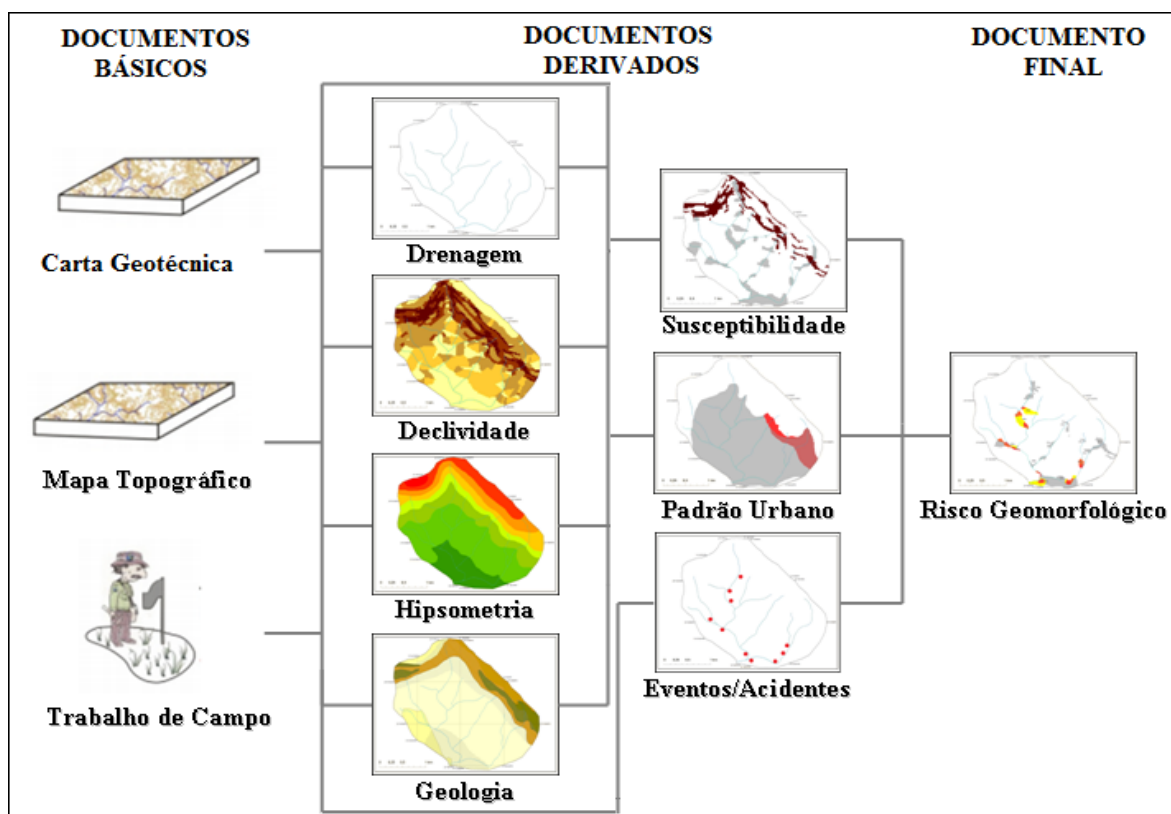 DOCUMENTOS
BÁSICOS
DOCUMENTOS
DERIVADOS
DOCUMENTO
FINAL
Carta Geotécnica
Mapa Topográfico
Trabalho de Campo
Drenagem
Declividade
Hipsometria
Geologia
Susceptibilidade
Padrão Urbano
Eventos/Acidentes
Risco Geomorfológico